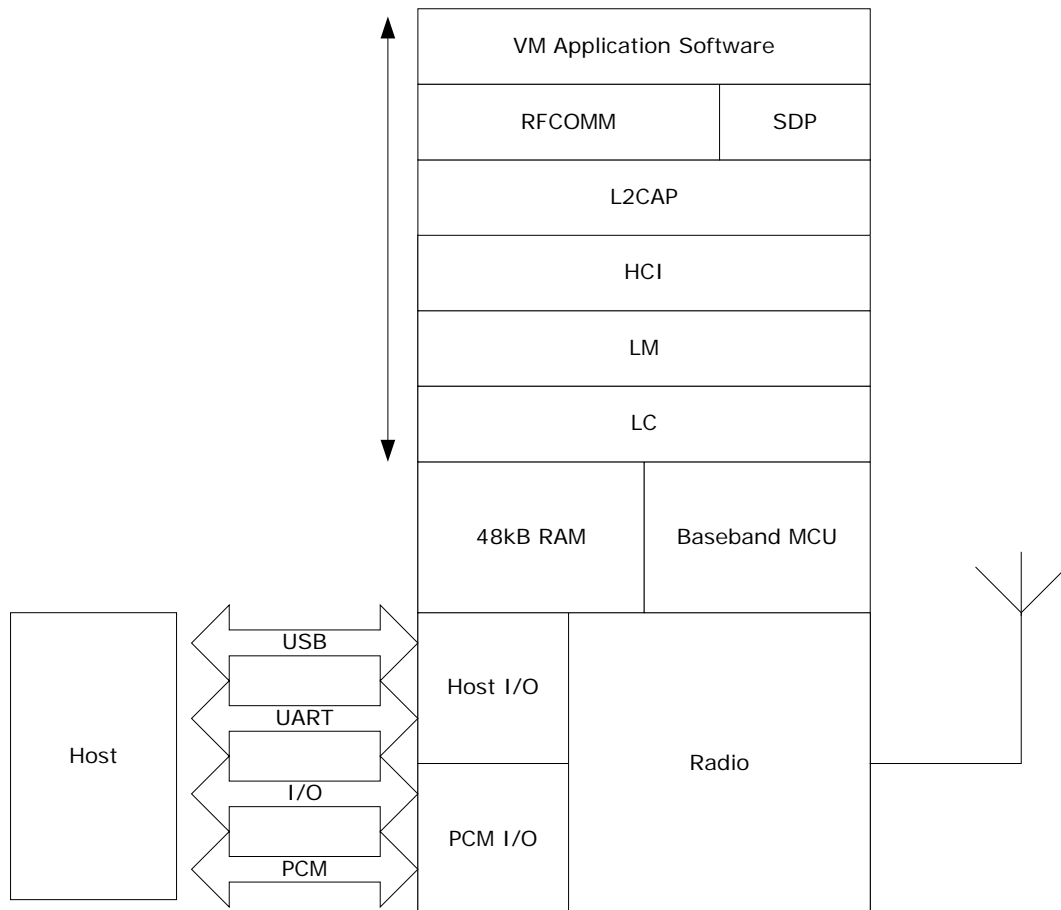 VM Application Software
RFCOMM
SDP
L2CAP
HCI
LM
LC
48kB RAM
Baseband MCU
USB
Host I/O
UART
Host
Radio
I/O
PCM I/O
PCM